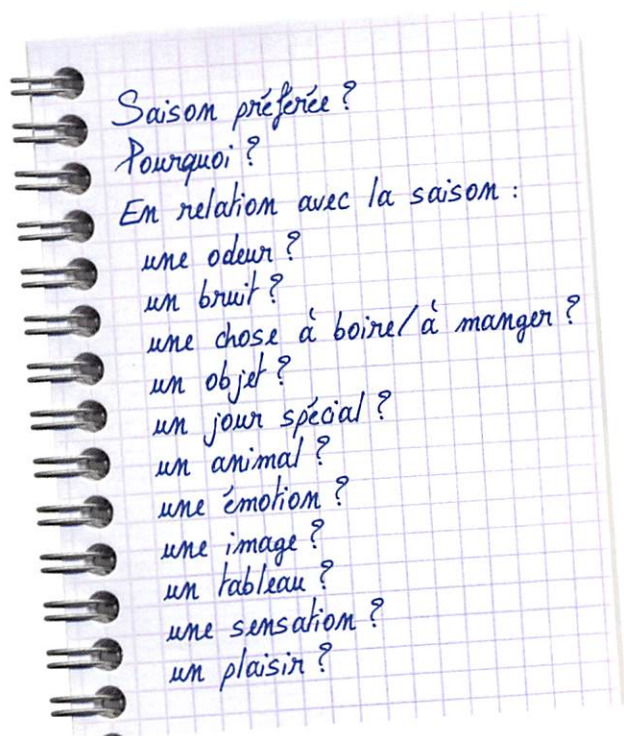 Saison préférée ?
Pourquoi ?
En relation avec la saison :
une odeur ?
un bruit ?
une chose à boire / à manger ?
un objet ?
un jour spécial ?
un animal ?
une émotion ?
une image ?
un tableau ?
une sensation ?
un plaisir ?